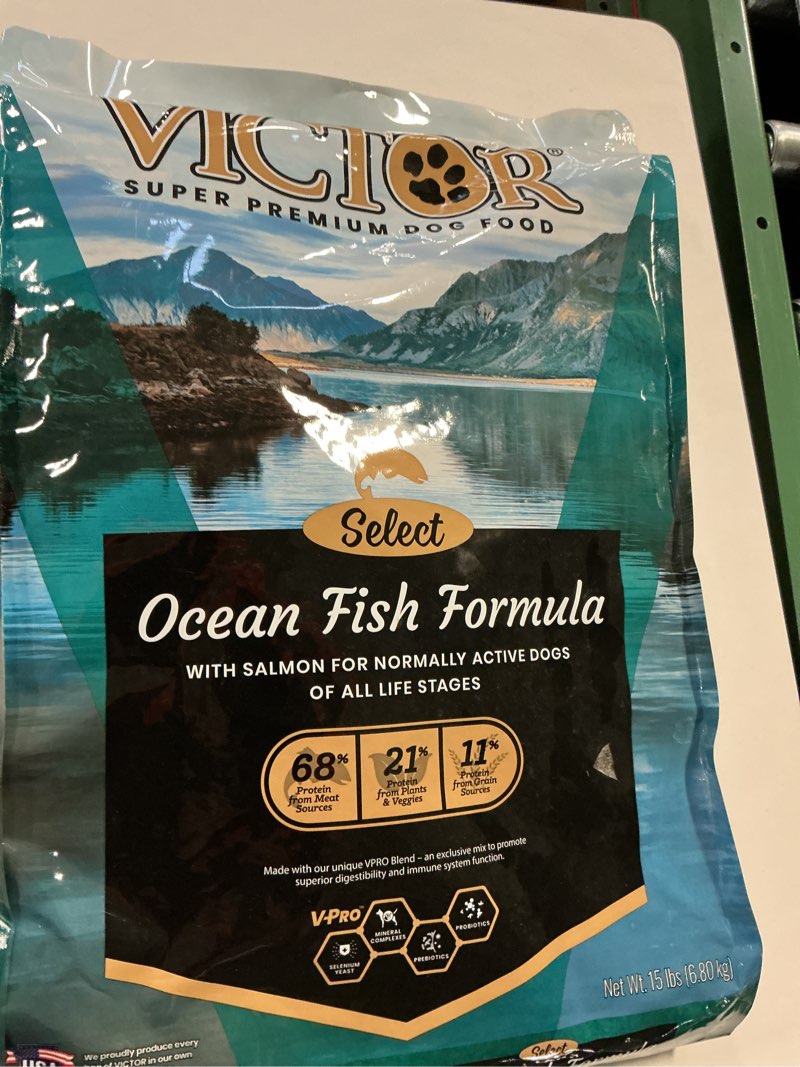 VICTOR®
SUPER PREMIUM DOG FOOD
Select
Ocean Fish Formula
WITH SALMON FOR NORMALLY ACTIVE DOGS
OF ALL LIFE STAGES
68% 21% 11%
Protein from Meat Sources
Protein from Plants & Veggies
Protein from Grain Sources
Made with our unique VPRO Blend – an exclusive mix to promote
superior digestibility and immune system function.
V-PRO™
MINERAL
COMPLEXES
PROBIOTICS
SELENIUM
YEAST
PREBIOTICS
Net Wt. 15 lbs (6.80 kg)
We proudly produce every
of VICTOR in our own
USA
Select